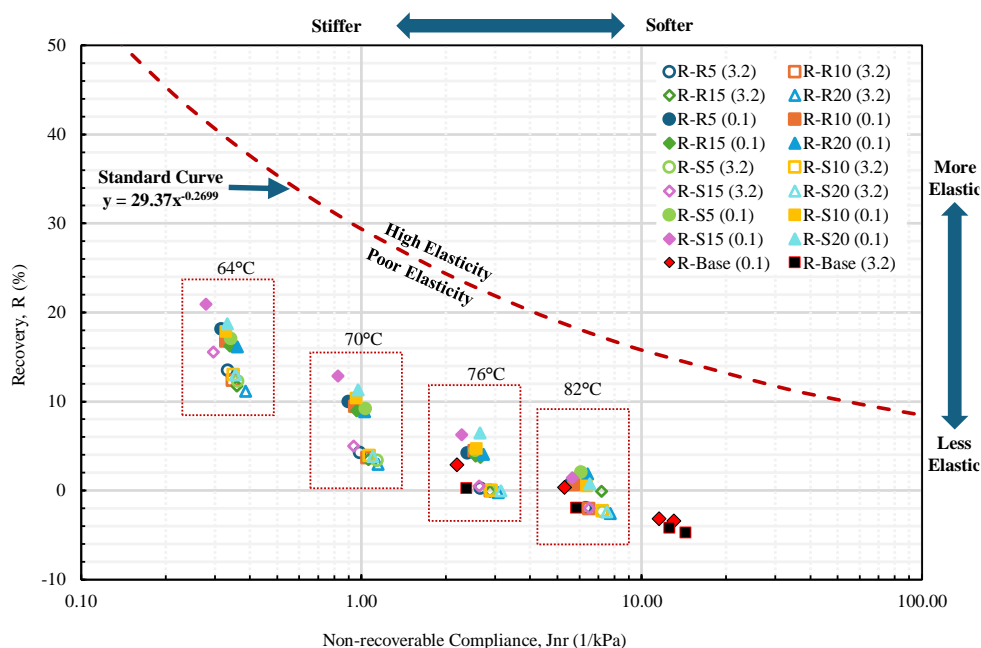 Stiffer
Softer
50
40
30
20
10
0
-10
0.10
1.00
10.00
100.00
Recovery, R (%)
Non-recoverable Compliance, Jnr (1/kPa)
Standard Curve
y = 29.37x^-0.2699
High Elasticity
Poor Elasticity
64°C
70°C
76°C
82°C
R-R5 (3.2)
R-R10 (3.2)
R-R15 (3.2)
R-R20 (3.2)
R-R5 (0.1)
R-R10 (0.1)
R-R15 (0.1)
R-R20 (0.1)
R-S5 (3.2)
R-S10 (3.2)
R-S15 (3.2)
R-S20 (3.2)
R-S5 (0.1)
R-S10 (0.1)
R-S15 (0.1)
R-S20 (0.1)
R-Base (0.1)
R-Base (3.2)
More
Elastic
Less
Elastic